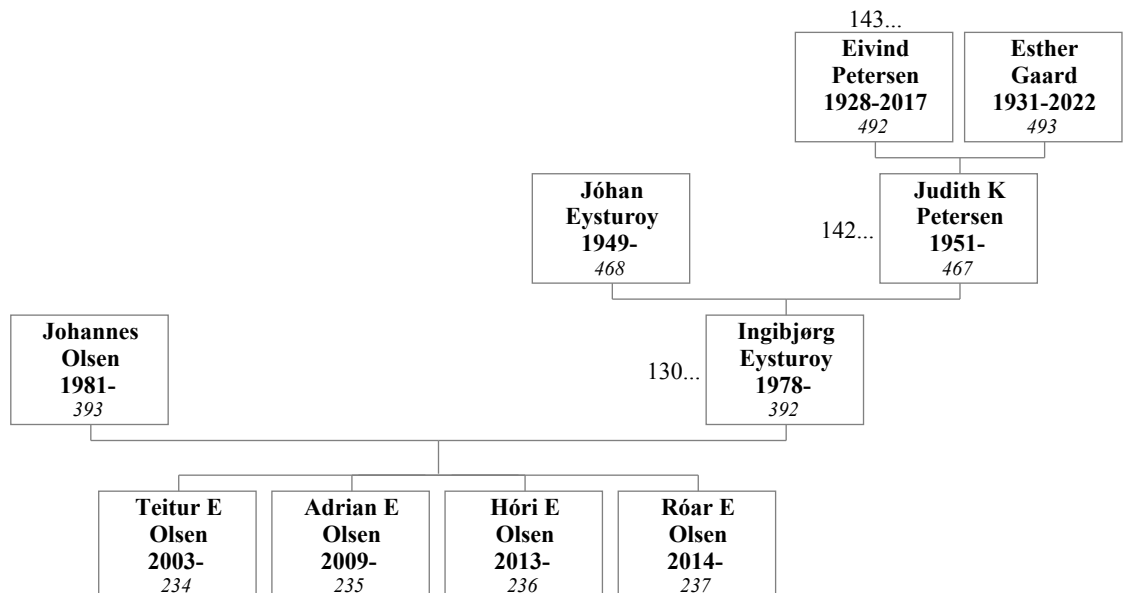 143...
Eivind
Petersen
1928-2017
492
Esther
Gaard
1931-2022
493
Jóhan
Eysturoy
1949-
468
142...
Judith K
Petersen
1951-
467
Johannes
Olsen
1981-
393
130...
Ingibjørg
Eysturoy
1978-
392
Teitur E
Olsen
2003-
234
Adrian E
Olsen
2009-
235
Hóri E
Olsen
2013-
236
Róar E
Olsen
2014-
237